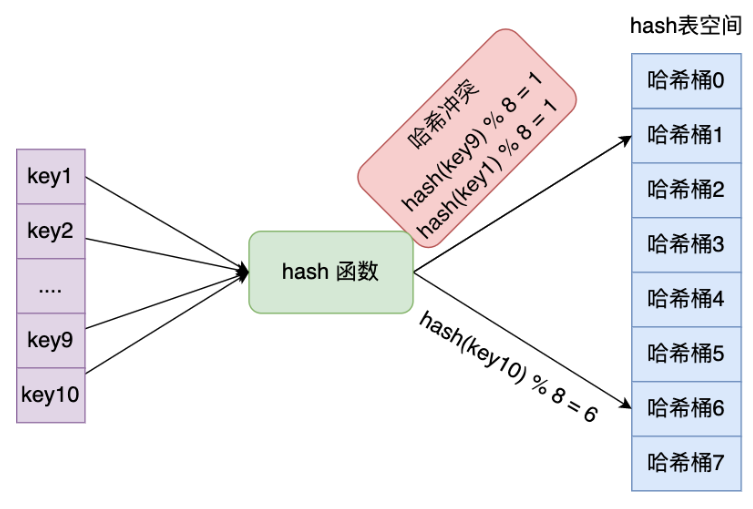 hash表空间
key1
key2
....
key9
key10
hash 函数
哈希冲突
hash(key9) % 8 = 1
hash(key1) % 8 = 1
hash(key10) % 8 = 6
哈希桶0
哈希桶1
哈希桶2
哈希桶3
哈希桶4
哈希桶5
哈希桶6
哈希桶7